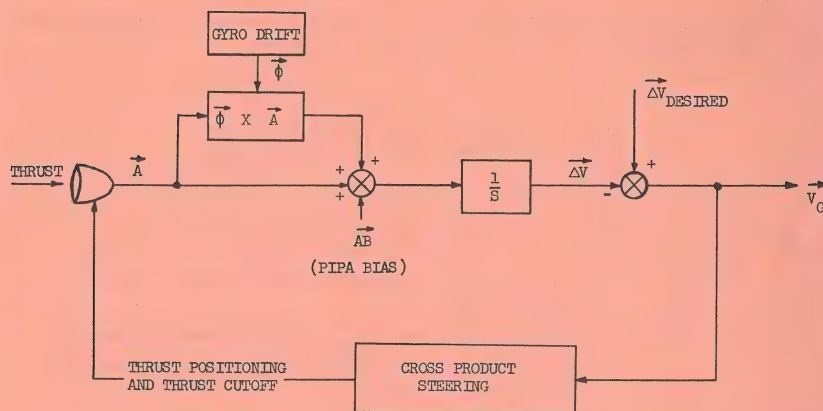 GYRO DRIFT
Φ
Φ X A
ΔV
DESIRED
THRUST
A
+
+
+
1
S
ΔV
+
-
V
G
AB
(PIPA BIAS)
THRUST POSITIONING
AND THRUST CUTOFF
CROSS PRODUCT
STEERING